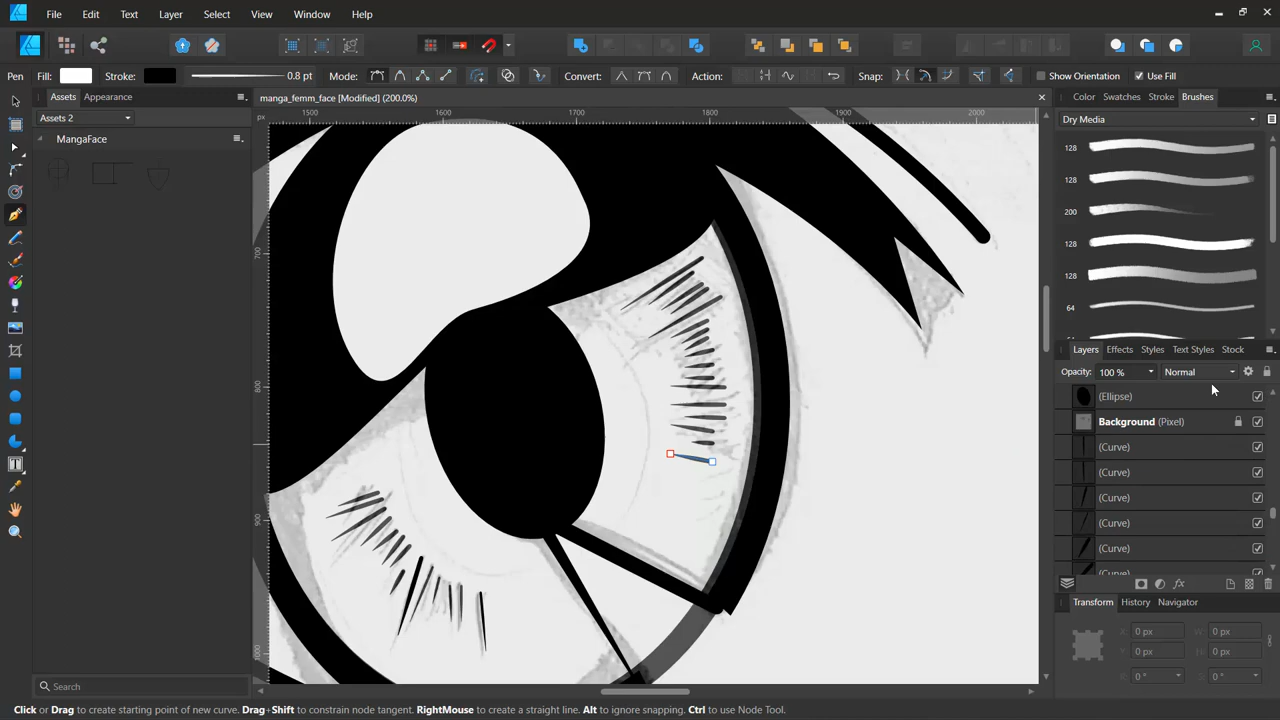 File Edit Text Layer Select View Window Help
Pen Fill: Stroke: 0.8 pt Mode: Convert: Action: Snap: Show Orientation Use Fill
Assets Appearance
manga_femm_face [Modified] (200.0%)
Color Swatches Stroke Brushes
Assets 2
px 1500 1600 1700 1800 1900 2000
Dry Media
MangaFace
128
128
200
128
128
64
700
800
900
1000
Layers Effects Styles Text Styles Stock
Opacity: 100 % Normal
(Ellipse)
Background (Pixel)
(Curve)
(Curve)
(Curve)
(Curve)
(Curve)
(Curve)
Transform History Navigator
X: 0 px W: 0 px
Y: 0 px H: 0 px
R: 0 ° S: 0 °
Search
Click or Drag to create starting point of new curve. Drag+Shift to constrain node tangent. RightMouse to create a straight line. Alt to ignore snapping. Ctrl to use Node Tool.